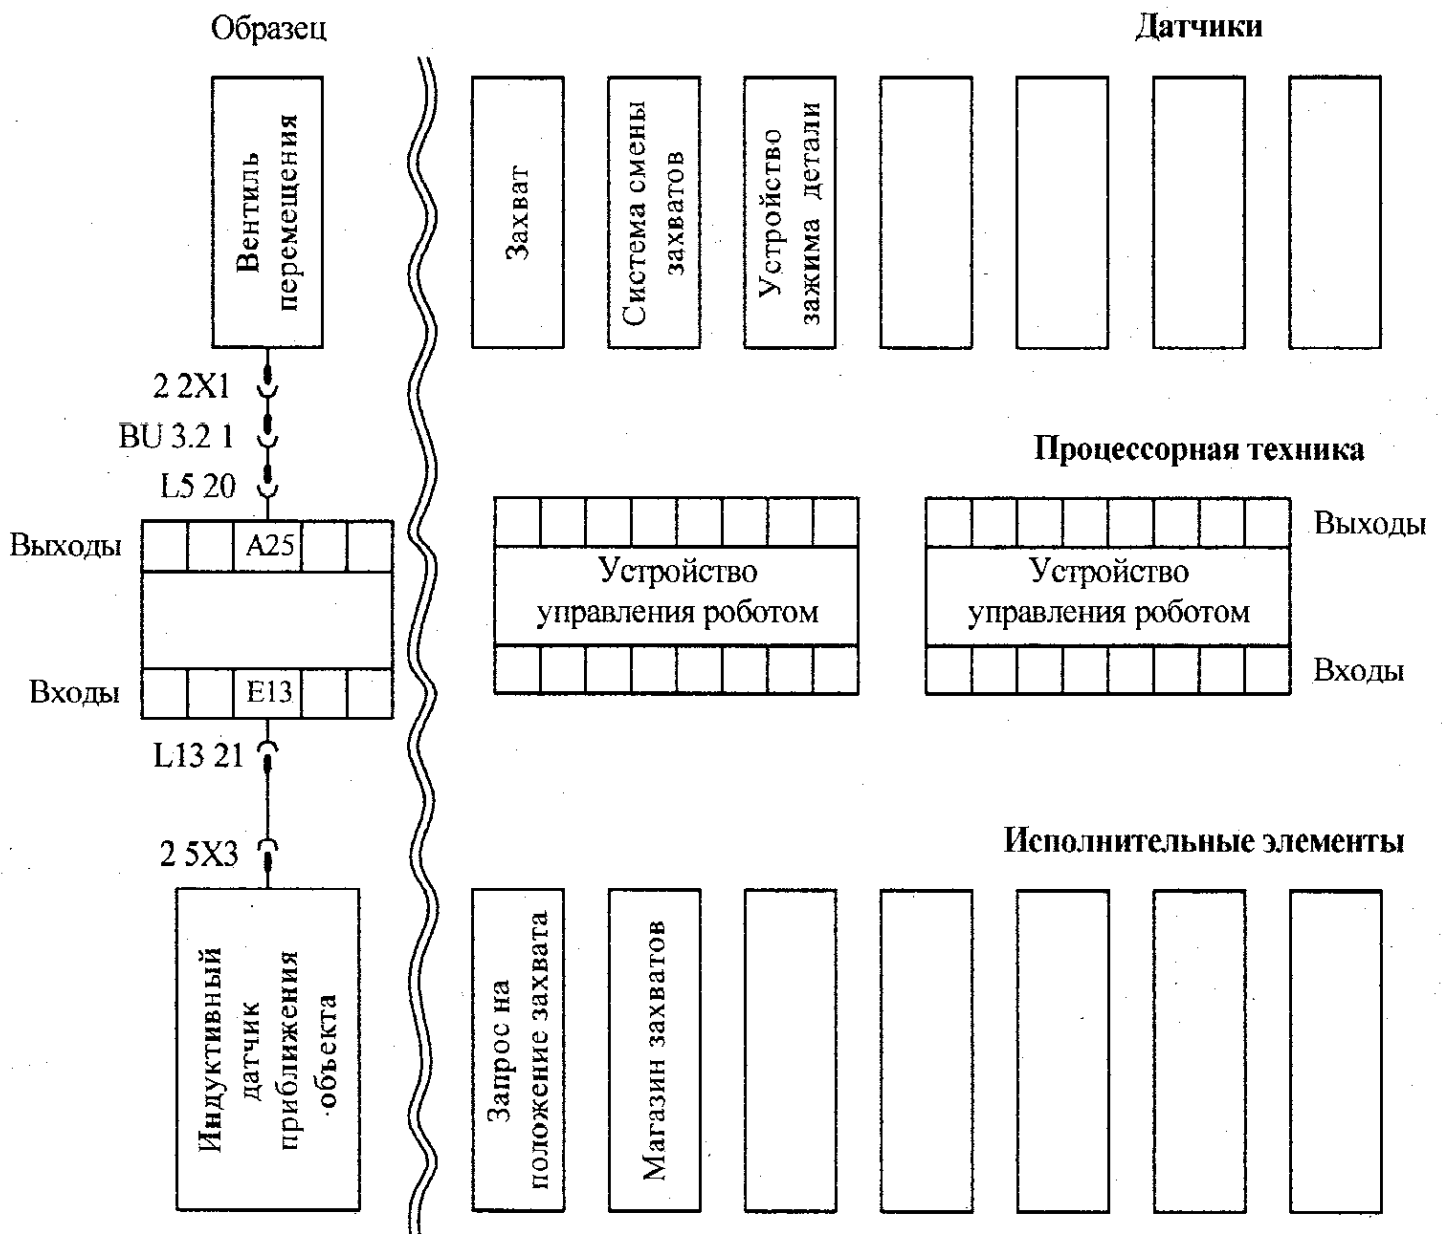 Образец
Датчики
Вентиль
перемещения
Захват
Система смены
захватов
Устройство
зажима детали
2 2X1
BU 3.2 1
L5 20
Процессорная техника
Выходы
A25
Устройство
управления роботом
Устройство
управления роботом
Выходы
Входы
E13
Входы
L13 21
2 5X3
Исполнительные элементы
Индуктивный
датчик
приближения
объекта
Запрос на
положение захвата
Магазин захватов